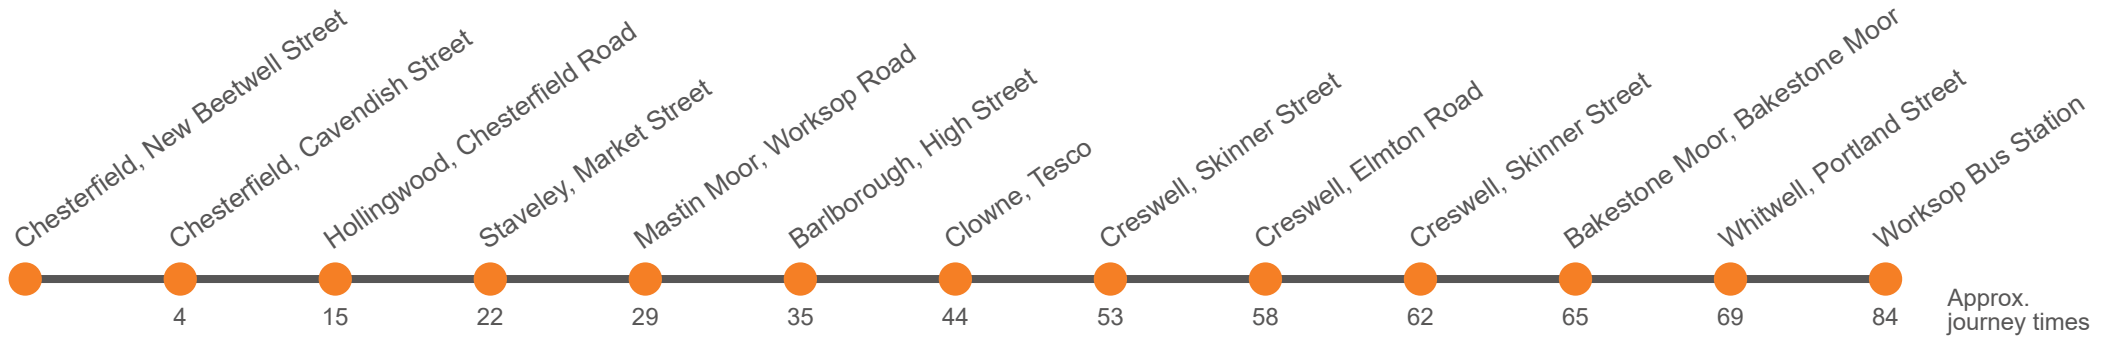 Chesterfield, New Beetwell Street
Chesterfield, Cavendish Street
Hollingwood, Chesterfield Road
Staveley, Market Street
Mastin Moor, Worksop Road
Barlborough, High Street
Clowne, Tesco
Creswell, Skinner Street
Creswell, Elmton Road
Creswell, Skinner Street
Bakestone Moor, Bakestone Moor
Whitwell, Portland Street
Worksop Bus Station
4
15
22
29
35
44
53
58
62
65
69
84
Approx.
journey times